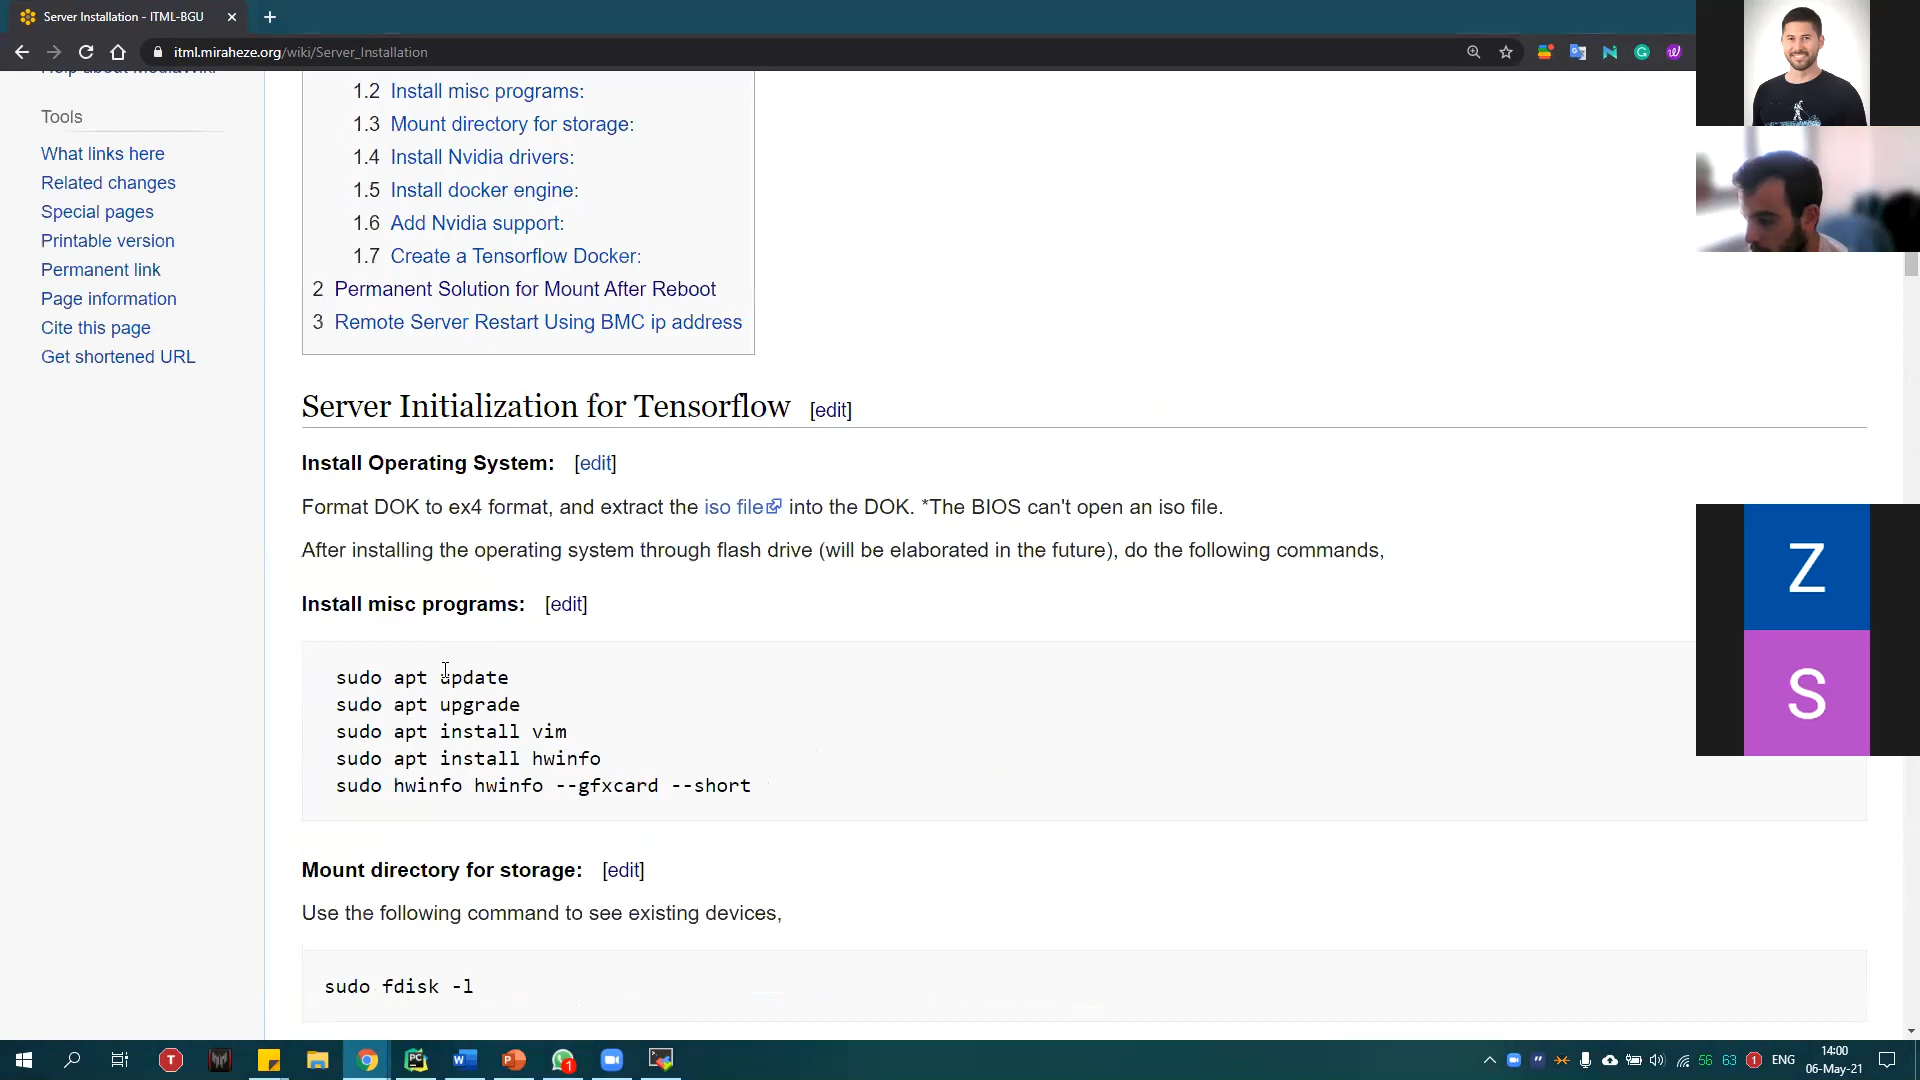 Server Installation - ITML-BGU
itml.miraheze.org/wiki/Server_Installation
Tools
What links here
Related changes
Special pages
Printable version
Permanent link
Page information
Cite this page
Get shortened URL
1.2 Install misc programs:
1.3 Mount directory for storage:
1.4 Install Nvidia drivers:
1.5 Install docker engine:
1.6 Add Nvidia support:
1.7 Create a Tensorflow Docker:
2 Permanent Solution for Mount After Reboot
3 Remote Server Restart Using BMC ip address
Server Initialization for Tensorflow [edit]
Install Operating System: [edit]
Format DOK to ex4 format, and extract the iso file into the DOK. *The BIOS can't open an iso file.
After installing the operating system through flash drive (will be elaborated in the future), do the following commands,
Install misc programs: [edit]
sudo apt update
sudo apt upgrade
sudo apt install vim
sudo apt install hwinfo
sudo hwinfo hwinfo --gfxcard --short
Mount directory for storage: [edit]
Use the following command to see existing devices,
sudo fdisk -l
Z
S
56 63 1 ENG
14:00
06-May-21